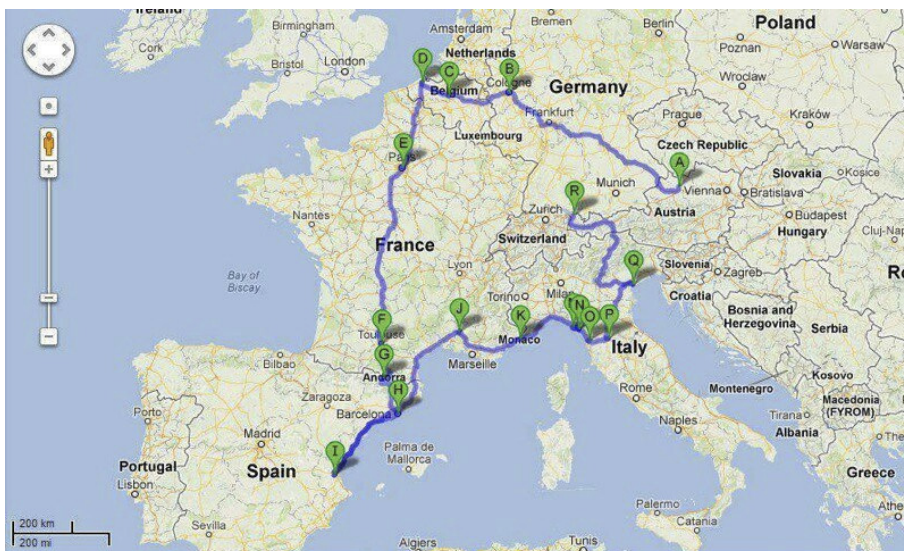 Ireland
Cork
Birmingham
Bristol
London
Amsterdam
Netherlands
Bremen
Berlin
Poland
Poznan
Warsaw
D
C
B
Cologne
Belgium
Germany
Wroclaw
Frankfurt
Luxembourg
Prague
Kraków
Czech Republic
E
Paris
A
Slovakia
Kosice
Vienna
Bratislava
R
Munich
Zurich
Austria
Budapest
Hungary
Cluj-Nap
Nantes
France
Switzerland
Slovenia
Zagreb
Croatia
Ro
Bay of
Biscay
Lyon
Q
Torino
Milan
Bosnia and
Herzegovina
Serbia
F
Toulouse
J
K
Monaco
N
O
P
Italy
Marseille
G
Andorra
Bilbao
Montenegro
Kosovo
H
Zaragoza
Barcelona
Rome
Macedonia
(FYROM)
Porto
Madrid
Naples
Tirana
Albania
The
I
Palma de
Mallorca
Portugal
Lisbon
Spain
Greece
Athe
Sevilla
Palermo
Catania
Algiers
Tunis
200 km
200 mi